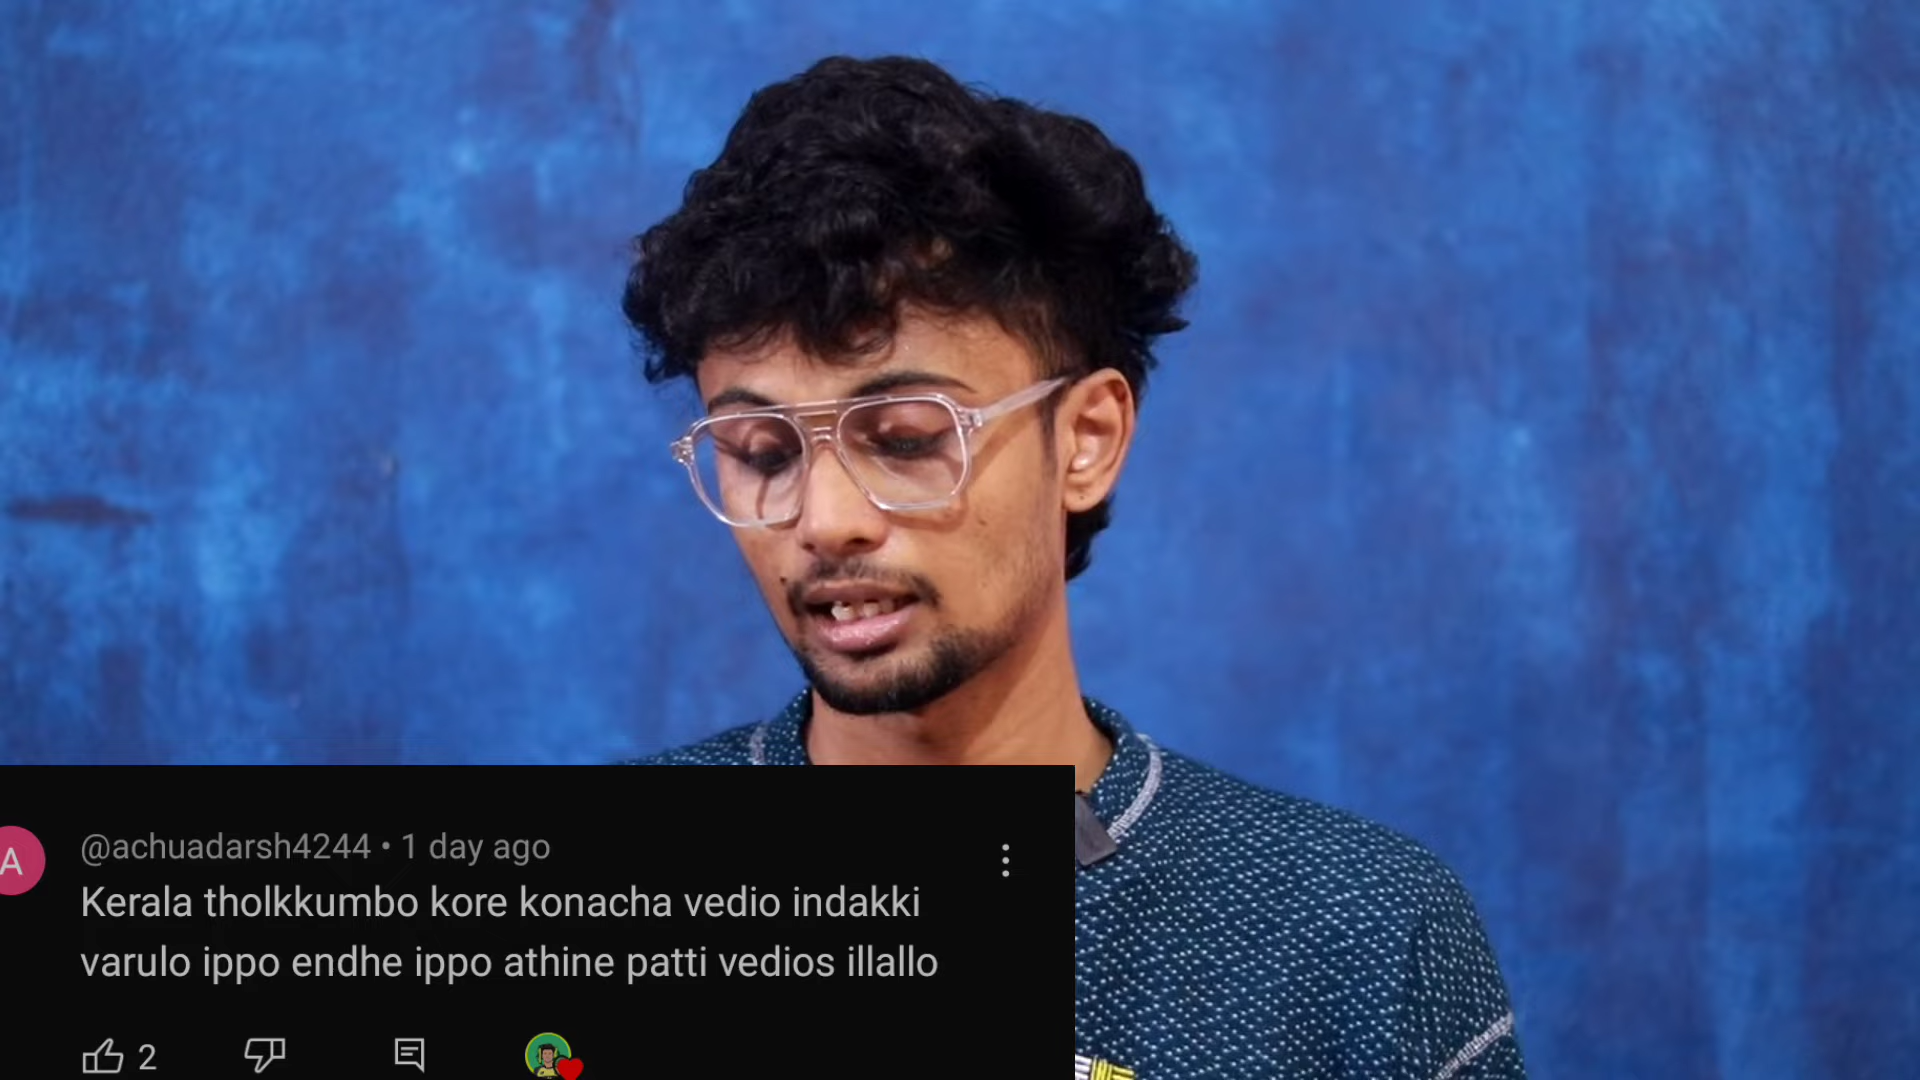 A
@achuadarsh4244 • 1 day ago
Kerala tholkkumbo kore konacha vedio indakki
varulo ippo endhe ippo athine patti vedios illallo
2